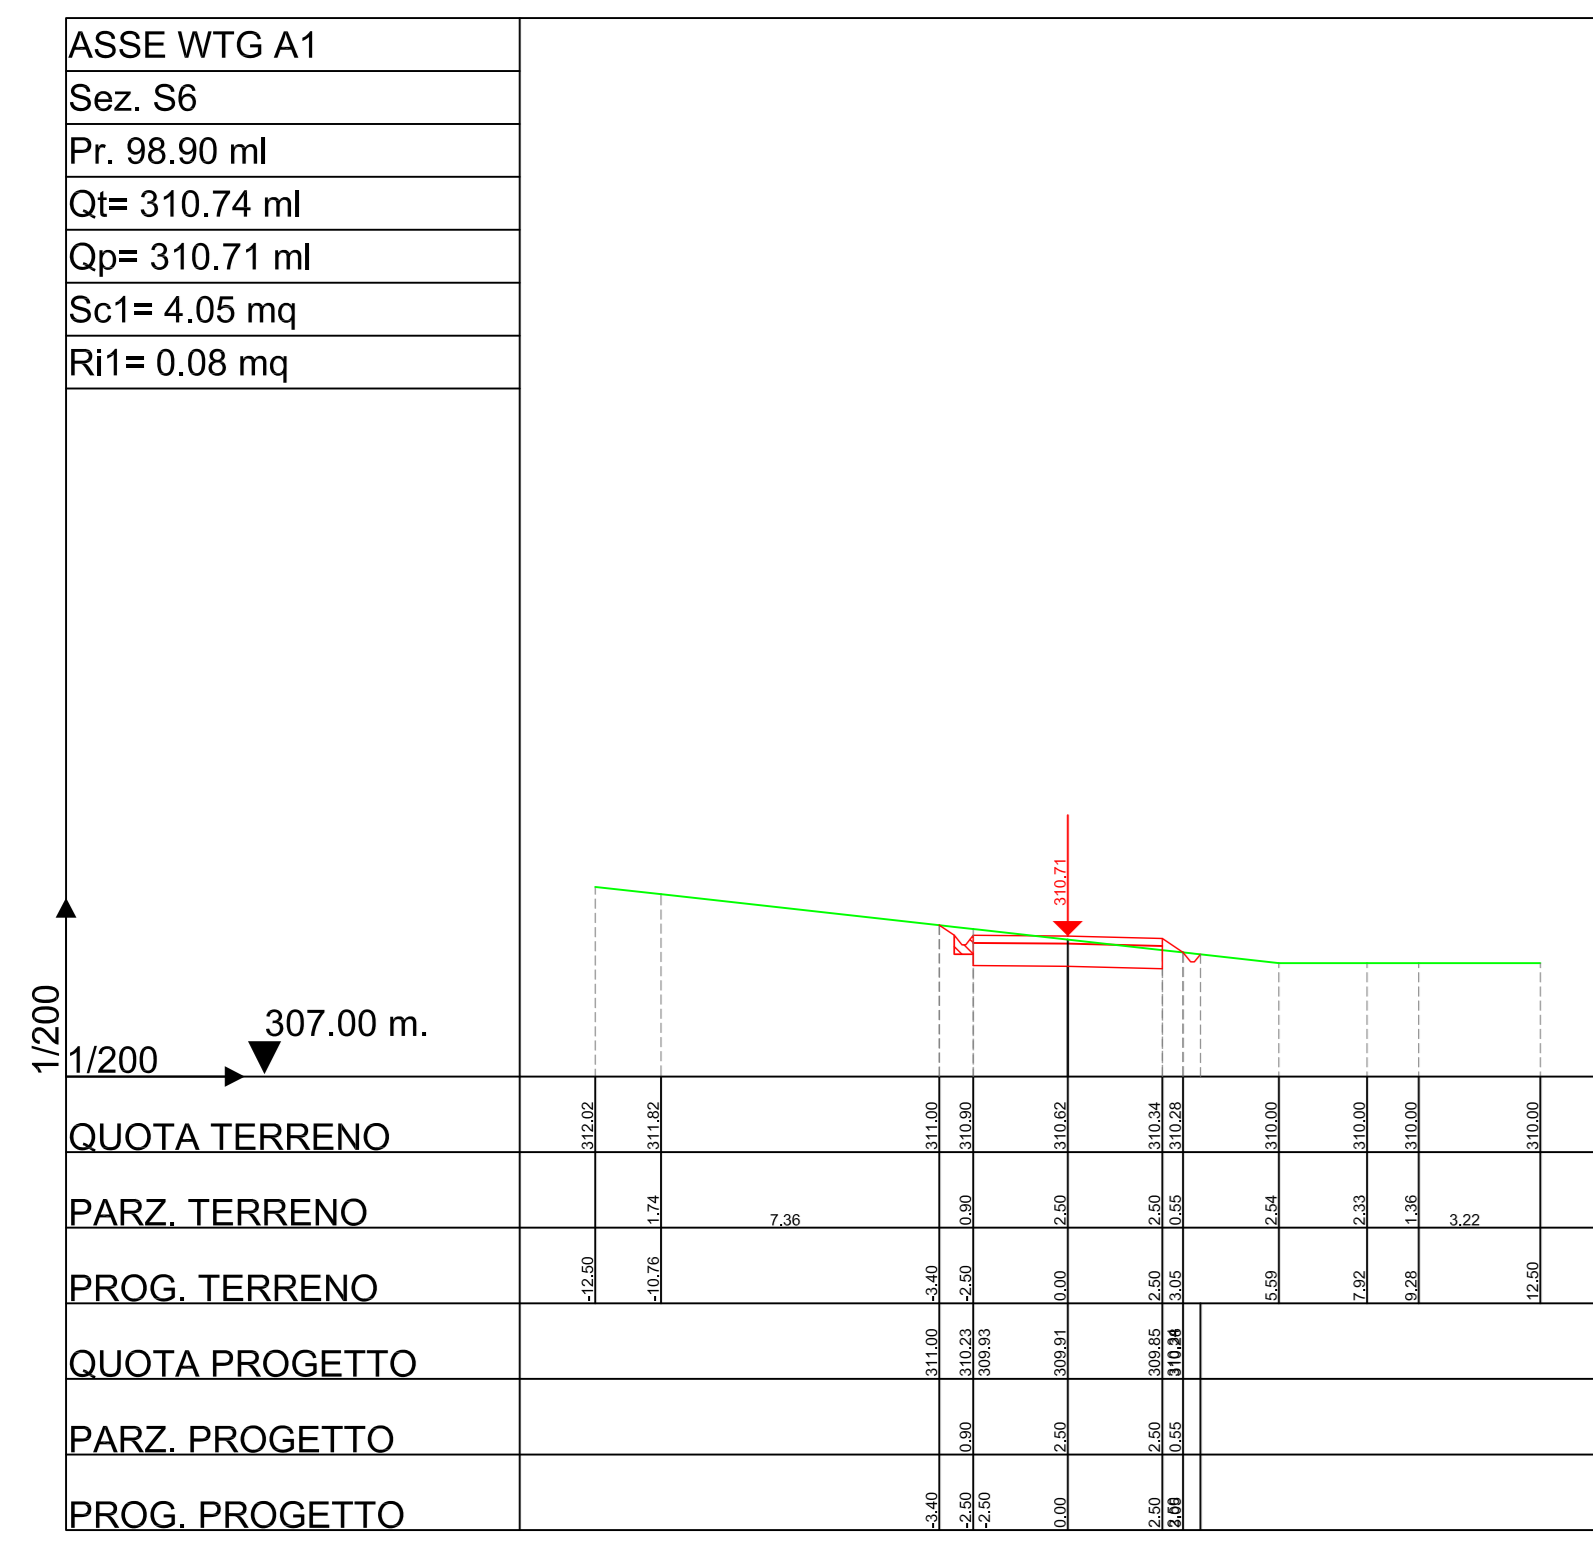 ASSE WTG A1
Sez. S6
Pr. 98.90 ml
Qt= 310.74 ml
Qp= 310.71 ml
Sc1= 4.05 mq
Ri1= 0.08 mq
310.71
1/200
307.00 m.
1/200
QUOTA TERRENO 312.02 311.82 311.00 310.90 310.62 310.34 310.28 310.00 310.00 310.00 310.00
PARZ. TERRENO 1.74 7.36 0.90 2.50 2.50 0.55 2.54 2.33 1.36 3.22
PROG. TERRENO -12.50 -10.76 -3.40 -2.50 0.00 2.50 3.05 5.59 7.92 9.28 12.50
QUOTA PROGETTO 311.00 310.23 309.93 309.91 309.85
PARZ. PROGETTO 0.90 2.50 2.50 0.55
PROG. PROGETTO -3.40 -2.50 -2.50 0.00 2.50